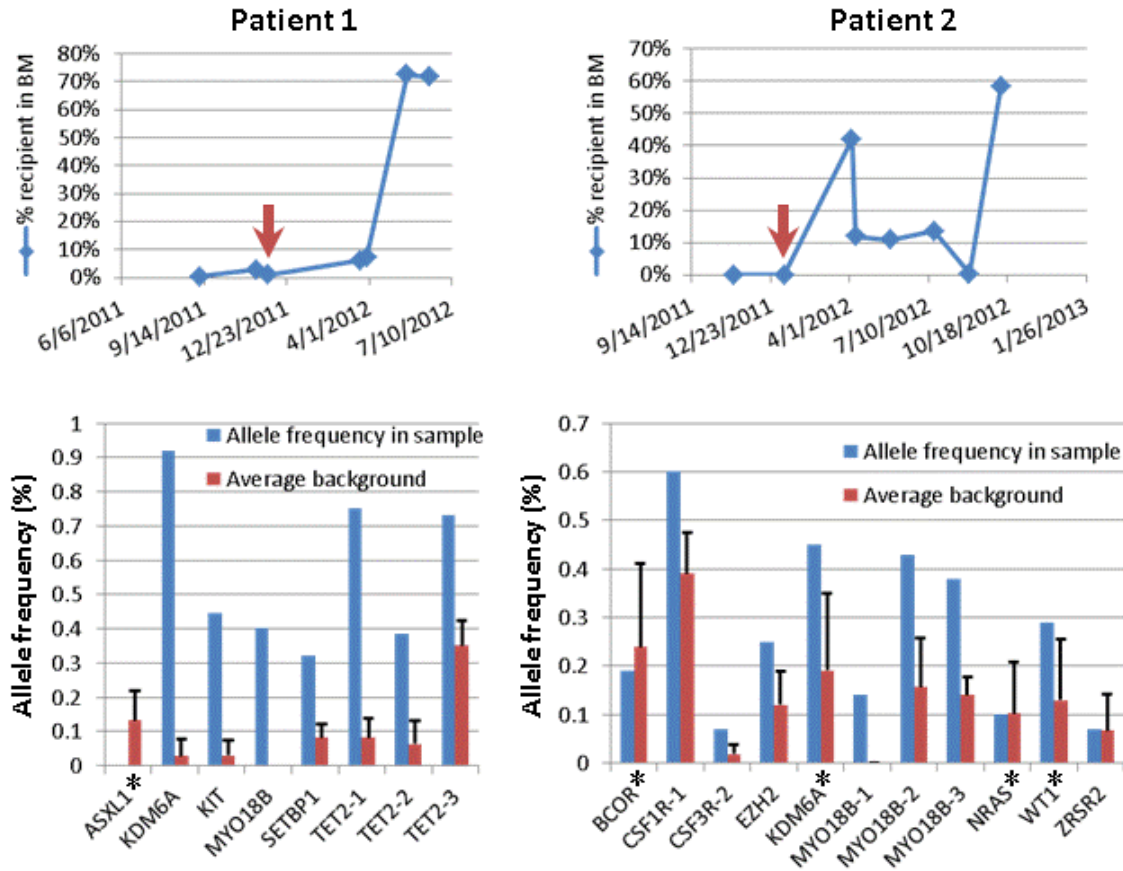 Patient 1
% recipient in BM
80%
70%
60%
50%
40%
30%
20%
10%
0%
6/6/2011
9/14/2011
12/23/2011
4/1/2012
7/10/2012
Patient 2
% recipient in BM
70%
60%
50%
40%
30%
20%
10%
0%
9/14/2011
12/23/2011
4/1/2012
7/10/2012
10/18/2012
1/26/2013
Allele frequency (%)
1
0.9
0.8
0.7
0.6
0.5
0.4
0.3
0.2
0.1
0
Allele frequency in sample
Average background
ASXL1*
KDM6A
KIT
MYO18B
SETBP1
TET2-1
TET2-2
TET2-3
Allele frequency (%)
0.7
0.6
0.5
0.4
0.3
0.2
0.1
0
Allele frequency in sample
Average background
BCOR*
CSF1R-1
CSF3R-2
EZH2
KDM6A*
MYO18B-1
MYO18B-2
MYO18B-3
NRAS*
WT1*
ZRSR2